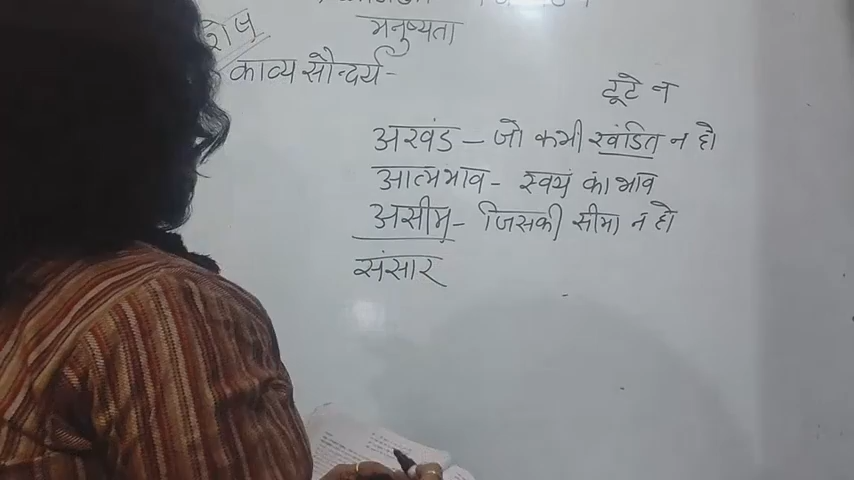 मनुष्यता
काव्य सौन्दर्य-
टूटे न
अखंड - जो कभी खंडित न हो
आत्मभाव - स्वयं का भाव
असीम - जिसकी सीमा न हो
संसार